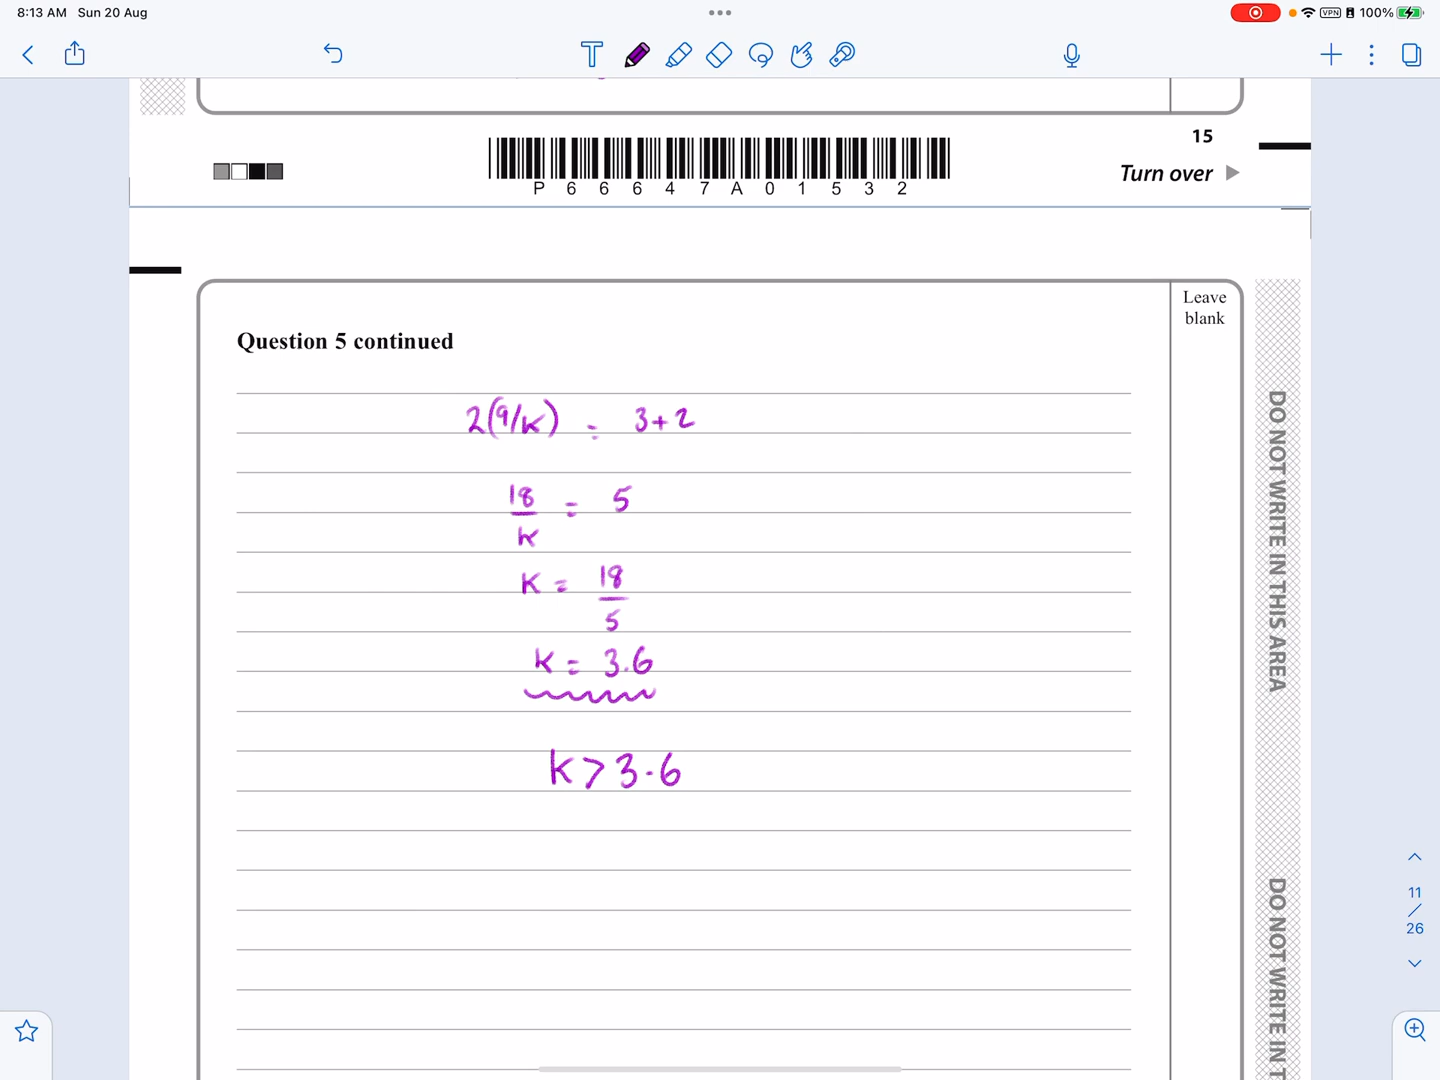 8:13 AM Sun 20 Aug
VPN 100%
T
15
P 6 6 6 4 7 A 0 1 5 3 2
Turn over
Leave
blank
Question 5 continued
2(9/K) = 3+2
18/K = 5
K = 18/5
K = 3.6
K > 3.6
DO NOT WRITE IN THIS AREA
DO NOT WRITE IN T
11
/
26